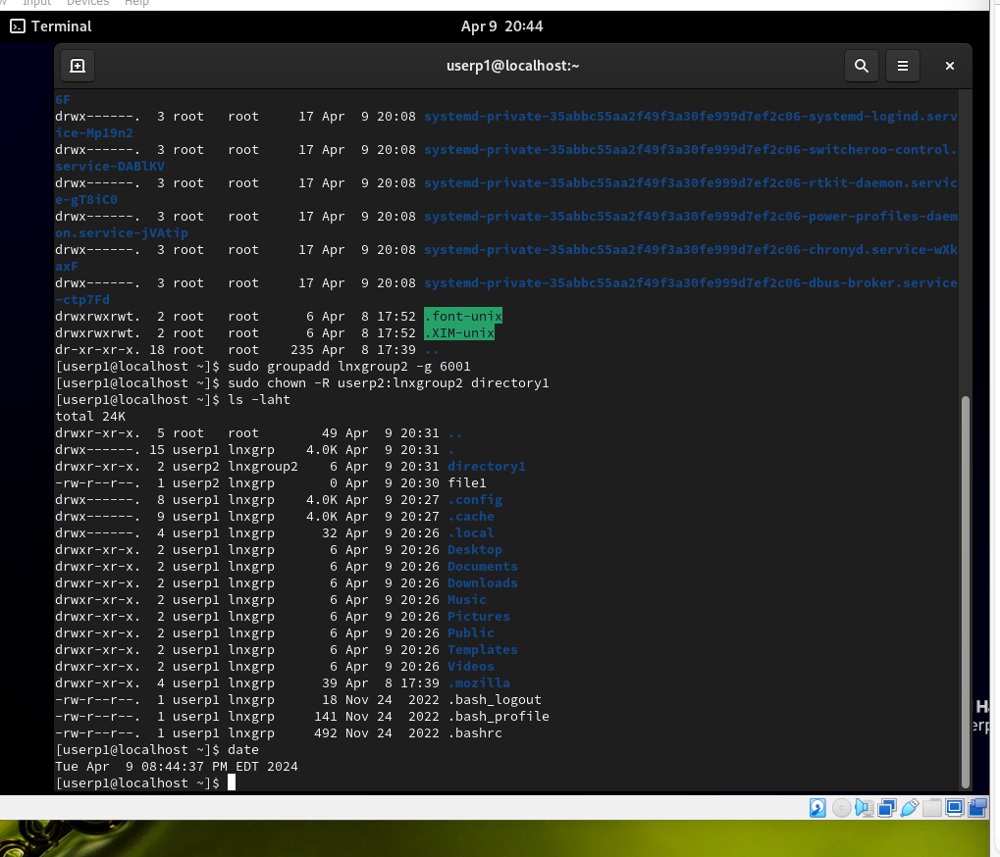 Input Devices Help
Terminal
Apr 9 20:44
userp1@localhost:~
6F
drwx------. 3 root root 17 Apr 9 20:08 systemd-private-35abbc55aa2f49f3a30fe999d7ef2c06-systemd-logind.serv
ice-Mp19n2
drwx------. 3 root root 17 Apr 9 20:08 systemd-private-35abbc55aa2f49f3a30fe999d7ef2c06-switcheroo-control.
service-DABlKV
drwx------. 3 root root 17 Apr 9 20:08 systemd-private-35abbc55aa2f49f3a30fe999d7ef2c06-rtkit-daemon.servic
e-gT8iC0
drwx------. 3 root root 17 Apr 9 20:08 systemd-private-35abbc55aa2f49f3a30fe999d7ef2c06-power-profiles-daem
on.service-jVAtip
drwx------. 3 root root 17 Apr 9 20:08 systemd-private-35abbc55aa2f49f3a30fe999d7ef2c06-chronyd.service-wXk
axF
drwx------. 3 root root 17 Apr 9 20:08 systemd-private-35abbc55aa2f49f3a30fe999d7ef2c06-dbus-broker.service
-ctp7Fd
drwxrwxrwt. 2 root root 6 Apr 8 17:52 .font-unix
drwxrwxrwt. 2 root root 6 Apr 8 17:52 .XIM-unix
dr-xr-xr-x. 18 root root 235 Apr 8 17:39 ..
[userp1@localhost ~]$ sudo groupadd lnxgroup2 -g 6001
[userp1@localhost ~]$ sudo chown -R userp2:lnxgroup2 directory1
[userp1@localhost ~]$ ls -laht
total 24K
drwxr-xr-x. 5 root root 49 Apr 9 20:31 ..
drwx------. 15 userp1 lnxgrp 4.0K Apr 9 20:31 .
drwxr-xr-x. 2 userp2 lnxgroup2 6 Apr 9 20:31 directory1
-rw-r--r--. 1 userp2 lnxgrp 0 Apr 9 20:30 file1
drwx------. 8 userp1 lnxgrp 4.0K Apr 9 20:27 .config
drwx------. 9 userp1 lnxgrp 4.0K Apr 9 20:27 .cache
drwx------. 4 userp1 lnxgrp 32 Apr 9 20:26 .local
drwxr-xr-x. 2 userp1 lnxgrp 6 Apr 9 20:26 Desktop
drwxr-xr-x. 2 userp1 lnxgrp 6 Apr 9 20:26 Documents
drwxr-xr-x. 2 userp1 lnxgrp 6 Apr 9 20:26 Downloads
drwxr-xr-x. 2 userp1 lnxgrp 6 Apr 9 20:26 Music
drwxr-xr-x. 2 userp1 lnxgrp 6 Apr 9 20:26 Pictures
drwxr-xr-x. 2 userp1 lnxgrp 6 Apr 9 20:26 Public
drwxr-xr-x. 2 userp1 lnxgrp 6 Apr 9 20:26 Templates
drwxr-xr-x. 2 userp1 lnxgrp 6 Apr 9 20:26 Videos
drwxr-xr-x. 4 userp1 lnxgrp 39 Apr 8 17:39 .mozilla
-rw-r--r--. 1 userp1 lnxgrp 18 Nov 24 2022 .bash_logout
-rw-r--r--. 1 userp1 lnxgrp 141 Nov 24 2022 .bash_profile
-rw-r--r--. 1 userp1 lnxgrp 492 Nov 24 2022 .bashrc
[userp1@localhost ~]$ date
Tue Apr 9 08:44:37 PM EDT 2024
[userp1@localhost ~]$